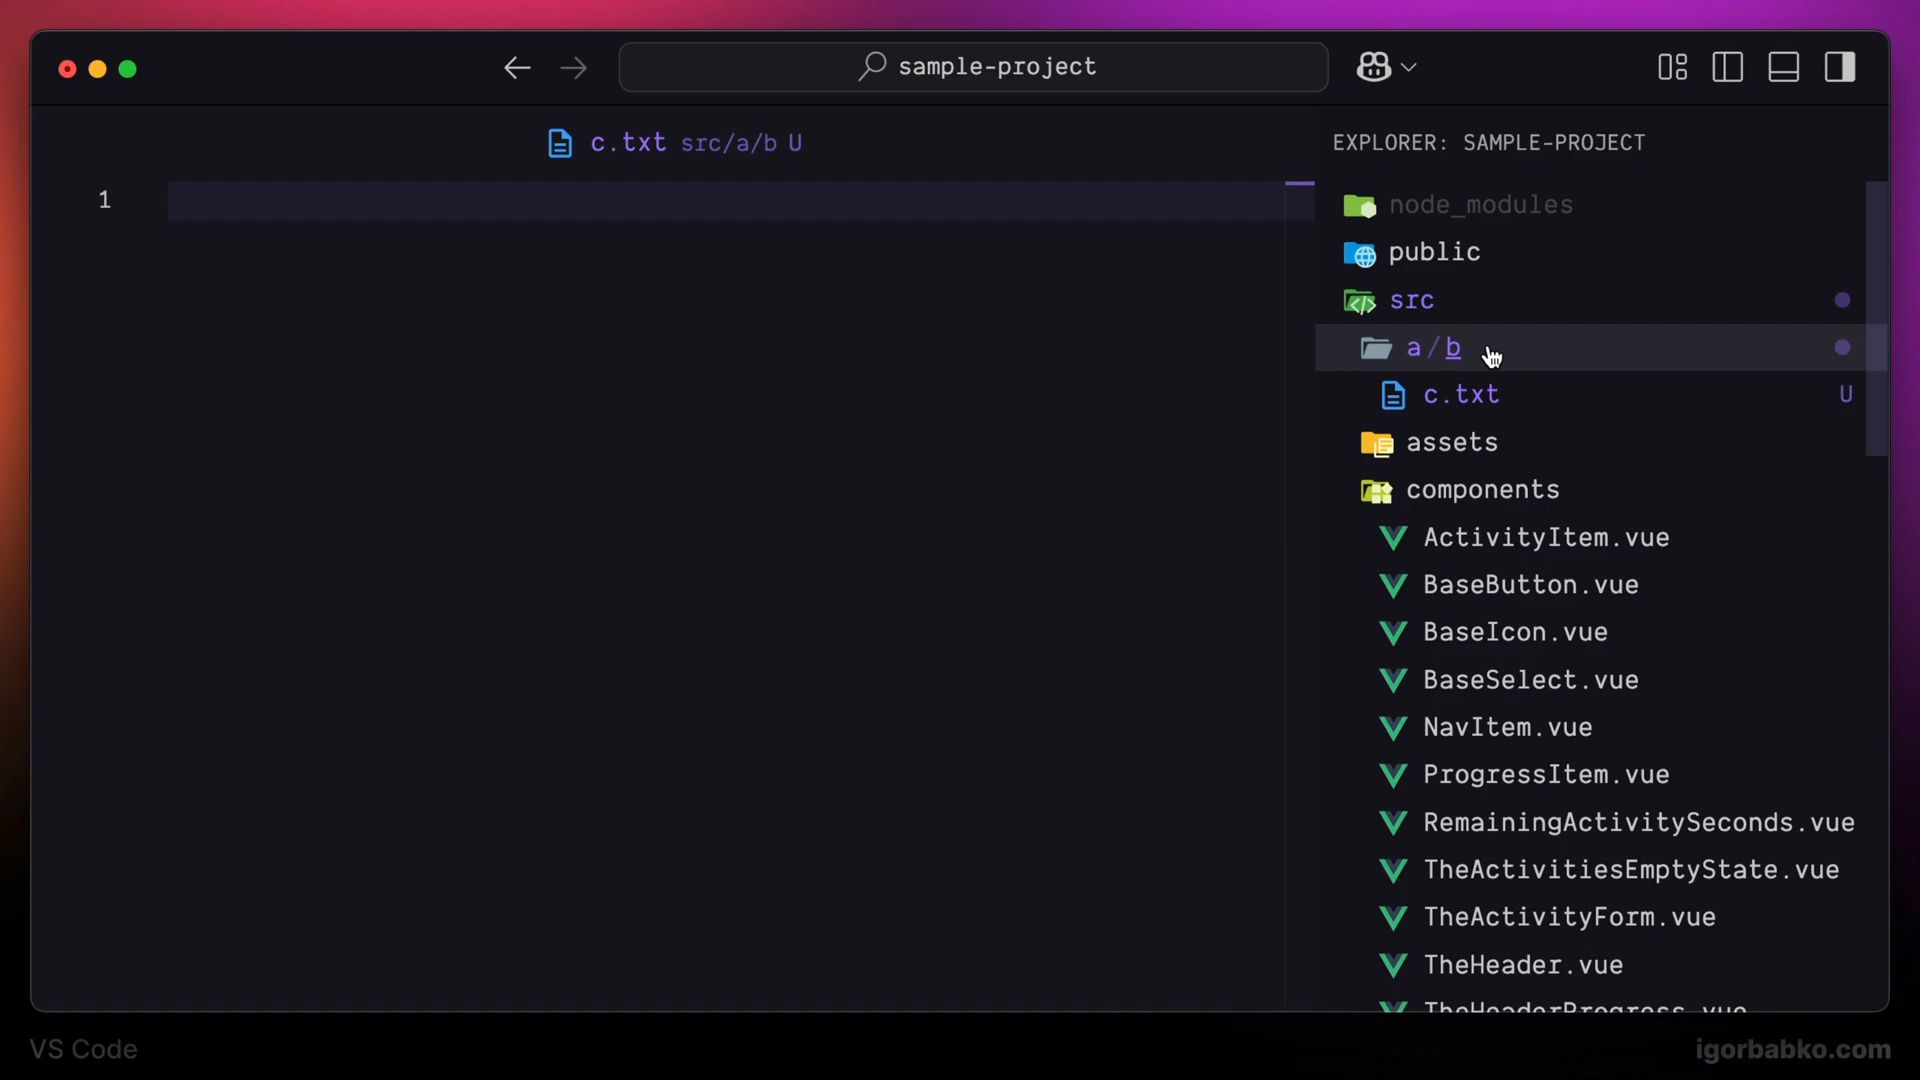 sample-project
c.txt src/a/b U
1
EXPLORER: SAMPLE-PROJECT
node_modules
public
src
a/b
c.txt U
assets
components
ActivityItem.vue
BaseButton.vue
BaseIcon.vue
BaseSelect.vue
NavItem.vue
ProgressItem.vue
RemainingActivitySeconds.vue
TheActivitiesEmptyState.vue
TheActivityForm.vue
TheHeader.vue
TheHeaderProgress.vue
VS Code
igorbabko.com